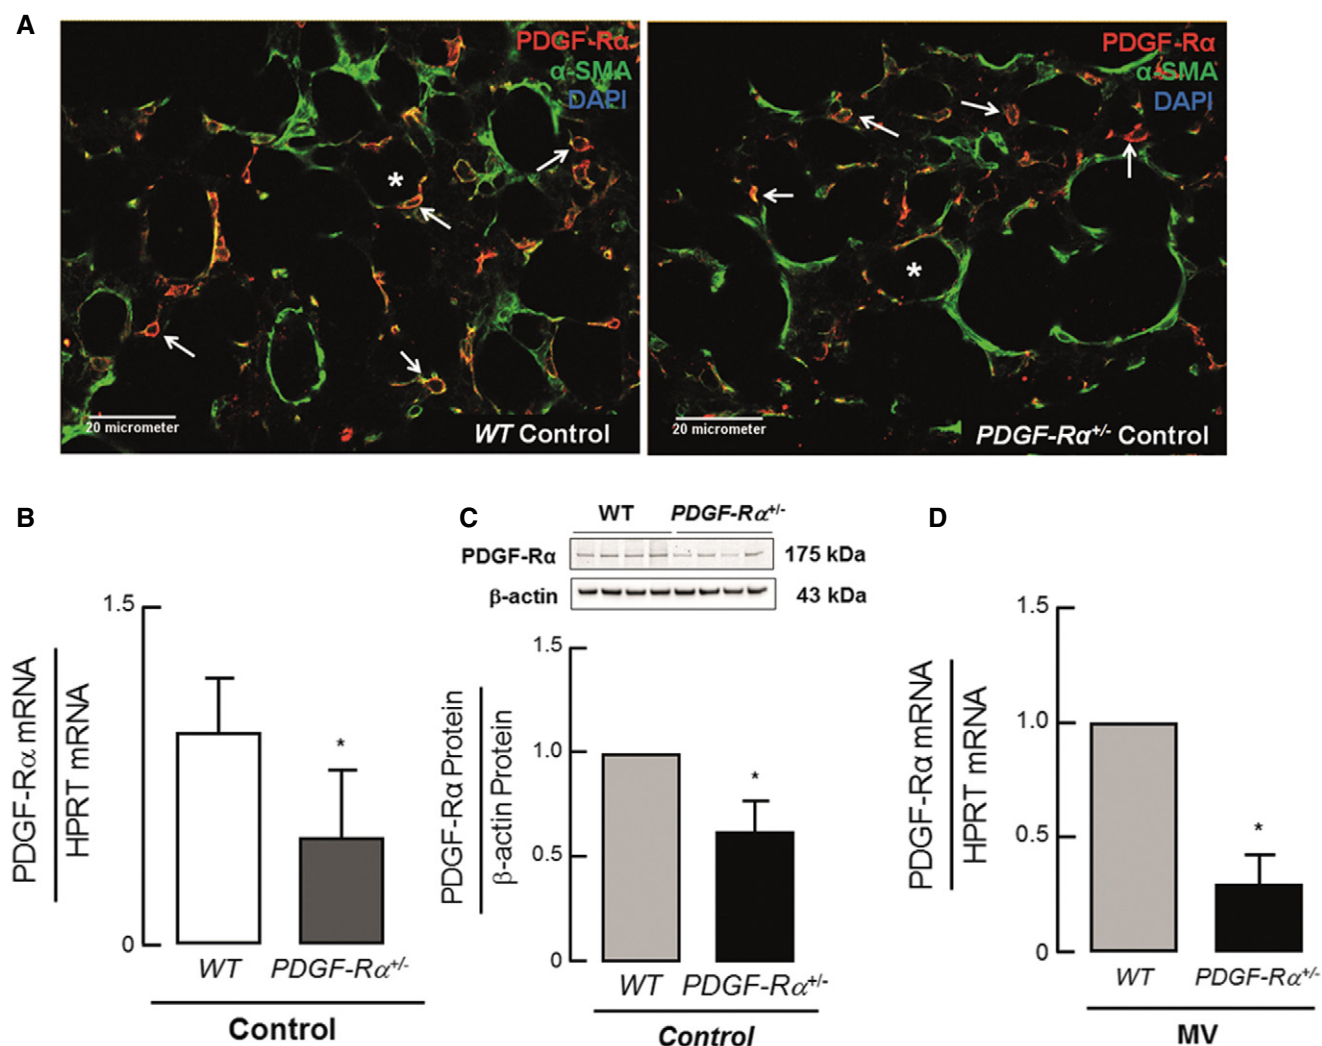 A
PDGF-Rα
α-SMA
DAPI
*
20 micrometer
WT Control
PDGF-Rα
α-SMA
DAPI
*
20 micrometer
PDGF-Rα+/- Control
B
1.5
0
PDGF-Rα mRNA
HPRT mRNA
*
WT
PDGF-Rα+/-
Control
C
WT
PDGF-Rα+/-
PDGF-Rα
175 kDa
β-actin
43 kDa
1.5
1.0
0.5
0
PDGF-Rα Protein
β-actin Protein
*
WT
PDGF-Rα+/-
Control
D
1.5
1.0
0.5
0
PDGF-Rα mRNA
HPRT mRNA
*
WT
PDGF-Rα+/-
MV